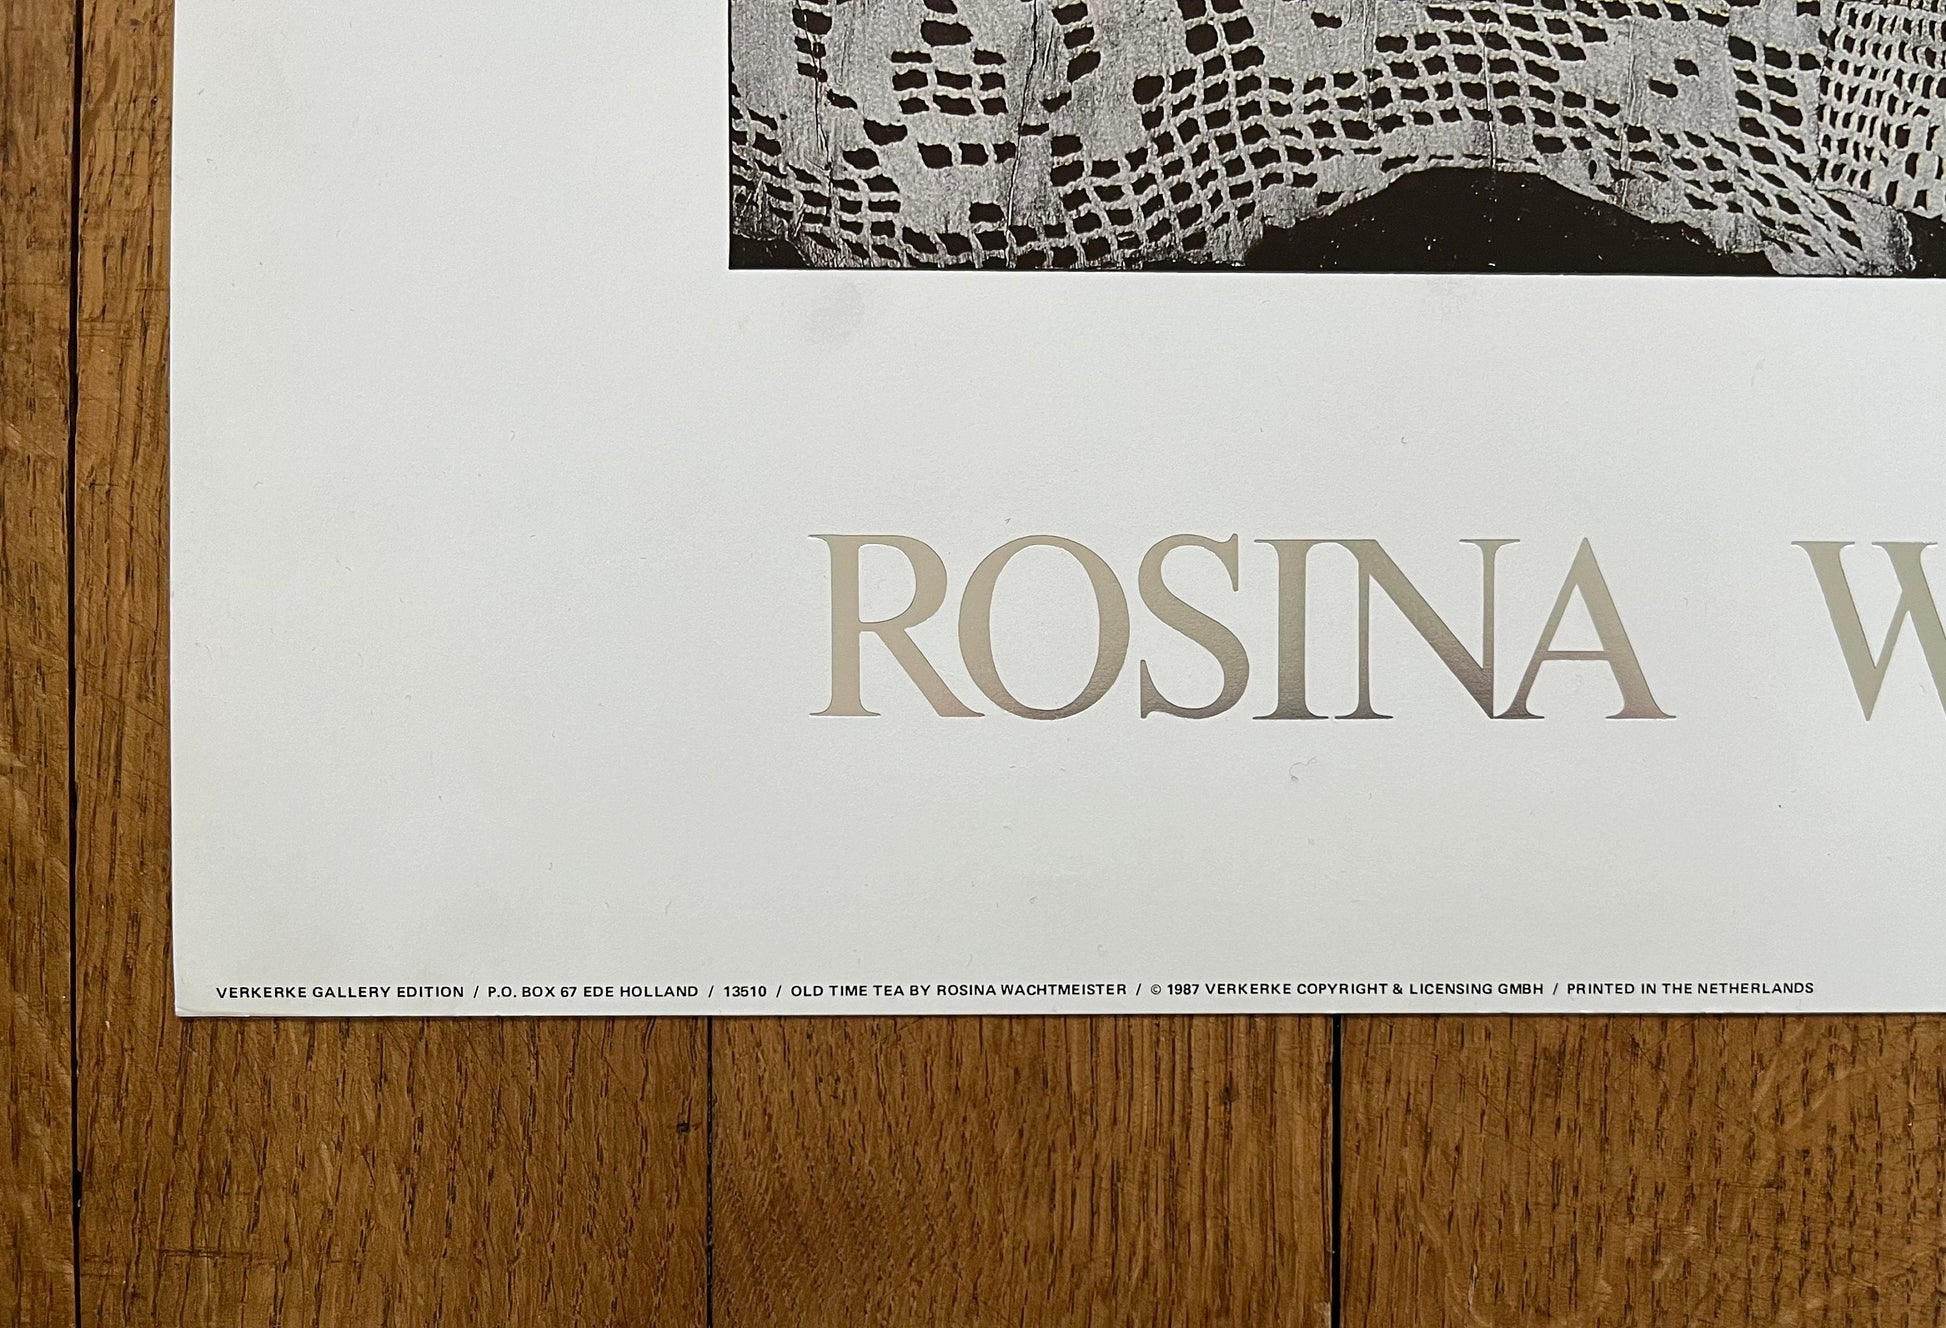 ROSINA W
VERKERKE GALLERY EDITION / P.O. BOX 67 EDE HOLLAND / 13510 / OLD TIME TEA BY ROSINA WACHTMEISTER / © 1987 VERKERKE COPYRIGHT & LICENSING GMBH / PRINTED IN THE NETHERLANDS